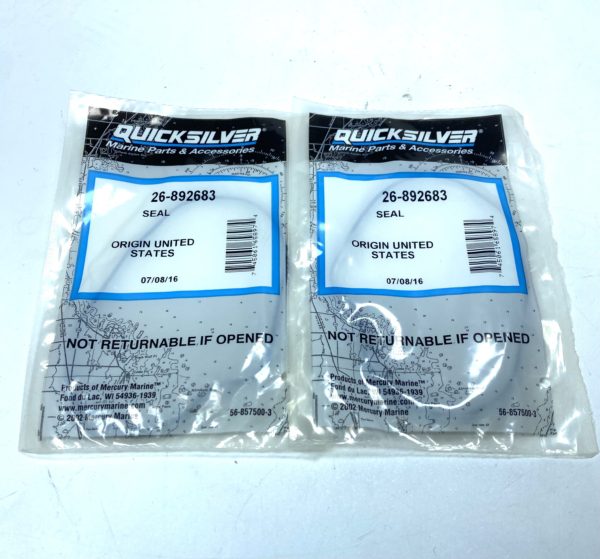 QUICKSILVER®
Marine Parts & Accessories
26-892683
SEAL
ORIGIN UNITED
STATES
07/08/16
NOT RETURNABLE IF OPENED
Products of Mercury Marine™
Fond du Lac, WI 54936-1939
www.mercurymarine.com
© 2002 Mercury Marine
56-857500-3
QUICKSILVER®
Marine Parts & Accessories
26-892683
SEAL
ORIGIN UNITED
STATES
07/08/16
NOT RETURNABLE IF OPENED
Products of Mercury Marine™
Fond du Lac, WI 54936-1939
www.mercurymarine.com
© 2002 Mercury Marine
56-857500-3